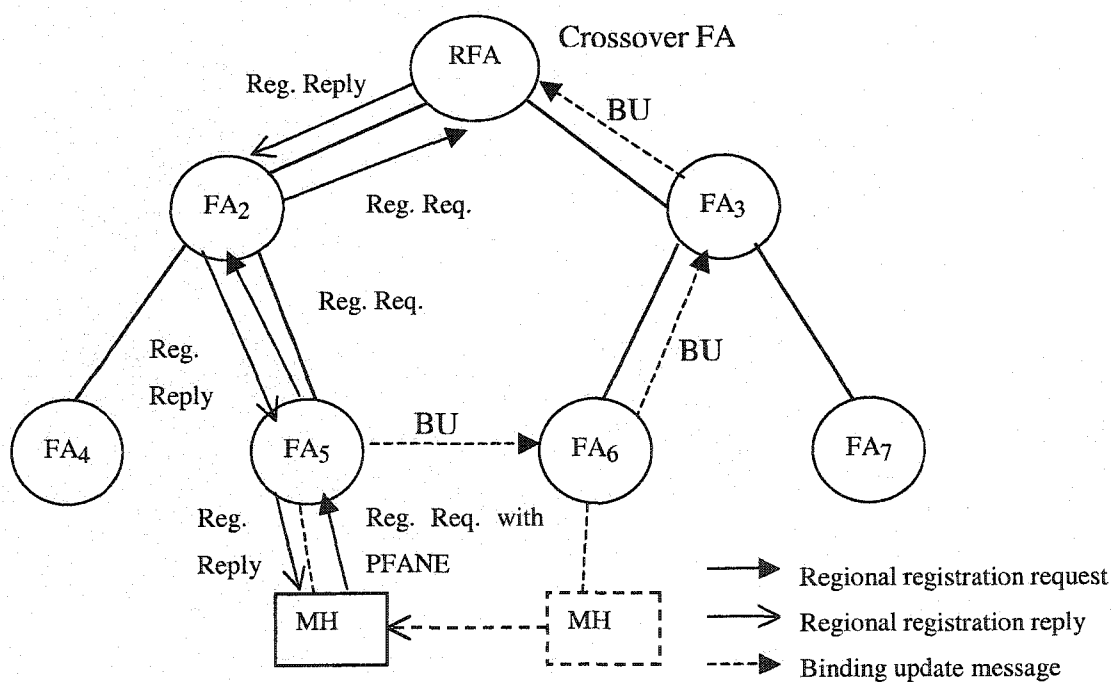 Crossover FA
RFA
Reg. Reply
BU
FA2
FA3
Reg. Req.
Reg. Req.
Reg.
Reply
BU
BU
FA4
FA5
FA6
FA7
Reg.
Reply
Reg. Req. with
PFANE
MH
MH
Regional registration request
Regional registration reply
Binding update message